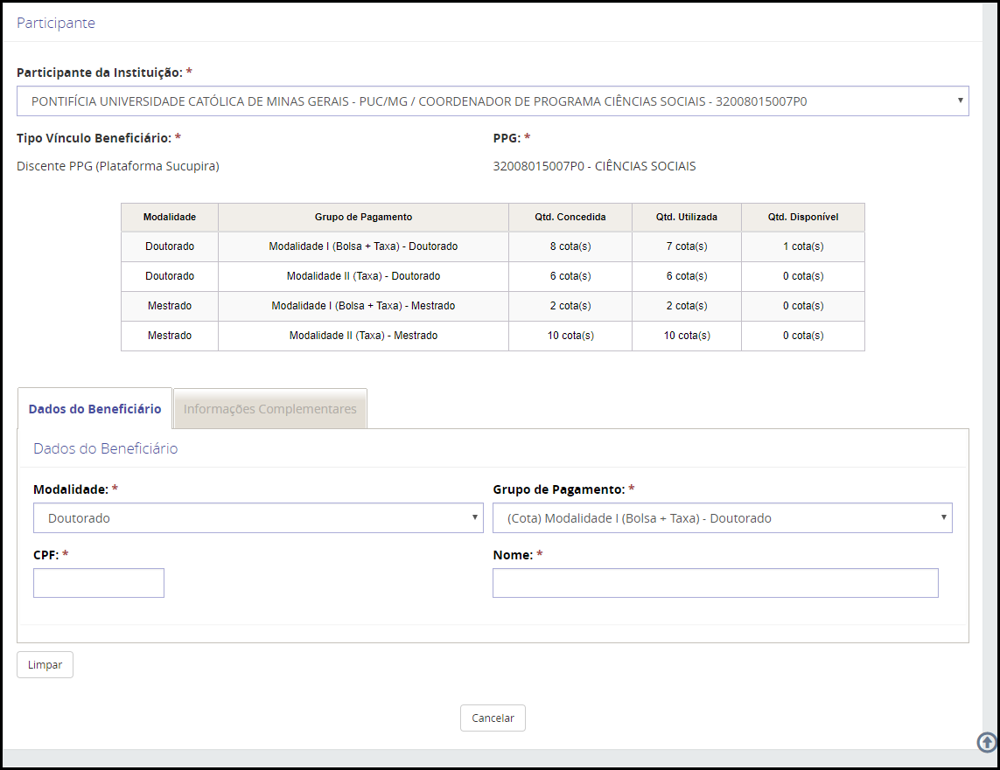 Participante
Participante da Instituição: *
PONTIFÍCIA UNIVERSIDADE CATÓLICA DE MINAS GERAIS - PUC/MG / COORDENADOR DE PROGRAMA CIÊNCIAS SOCIAIS - 32008015007P0
Tipo Vínculo Beneficiário: * PPG: *
Discente PPG (Plataforma Sucupira) 32008015007P0 - CIÊNCIAS SOCIAIS
Modalidade Grupo de Pagamento Qtd. Concedida Qtd. Utilizada Qtd. Disponível
Doutorado Modalidade I (Bolsa + Taxa) - Doutorado 8 cota(s) 7 cota(s) 1 cota(s)
Doutorado Modalidade II (Taxa) - Doutorado 6 cota(s) 6 cota(s) 0 cota(s)
Mestrado Modalidade I (Bolsa + Taxa) - Mestrado 2 cota(s) 2 cota(s) 0 cota(s)
Mestrado Modalidade II (Taxa) - Mestrado 10 cota(s) 10 cota(s) 0 cota(s)
Dados do Beneficiário Informações Complementares
Dados do Beneficiário
Modalidade: * Grupo de Pagamento: *
Doutorado (Cota) Modalidade I (Bolsa + Taxa) - Doutorado
CPF: * Nome: *
Limpar
Cancelar